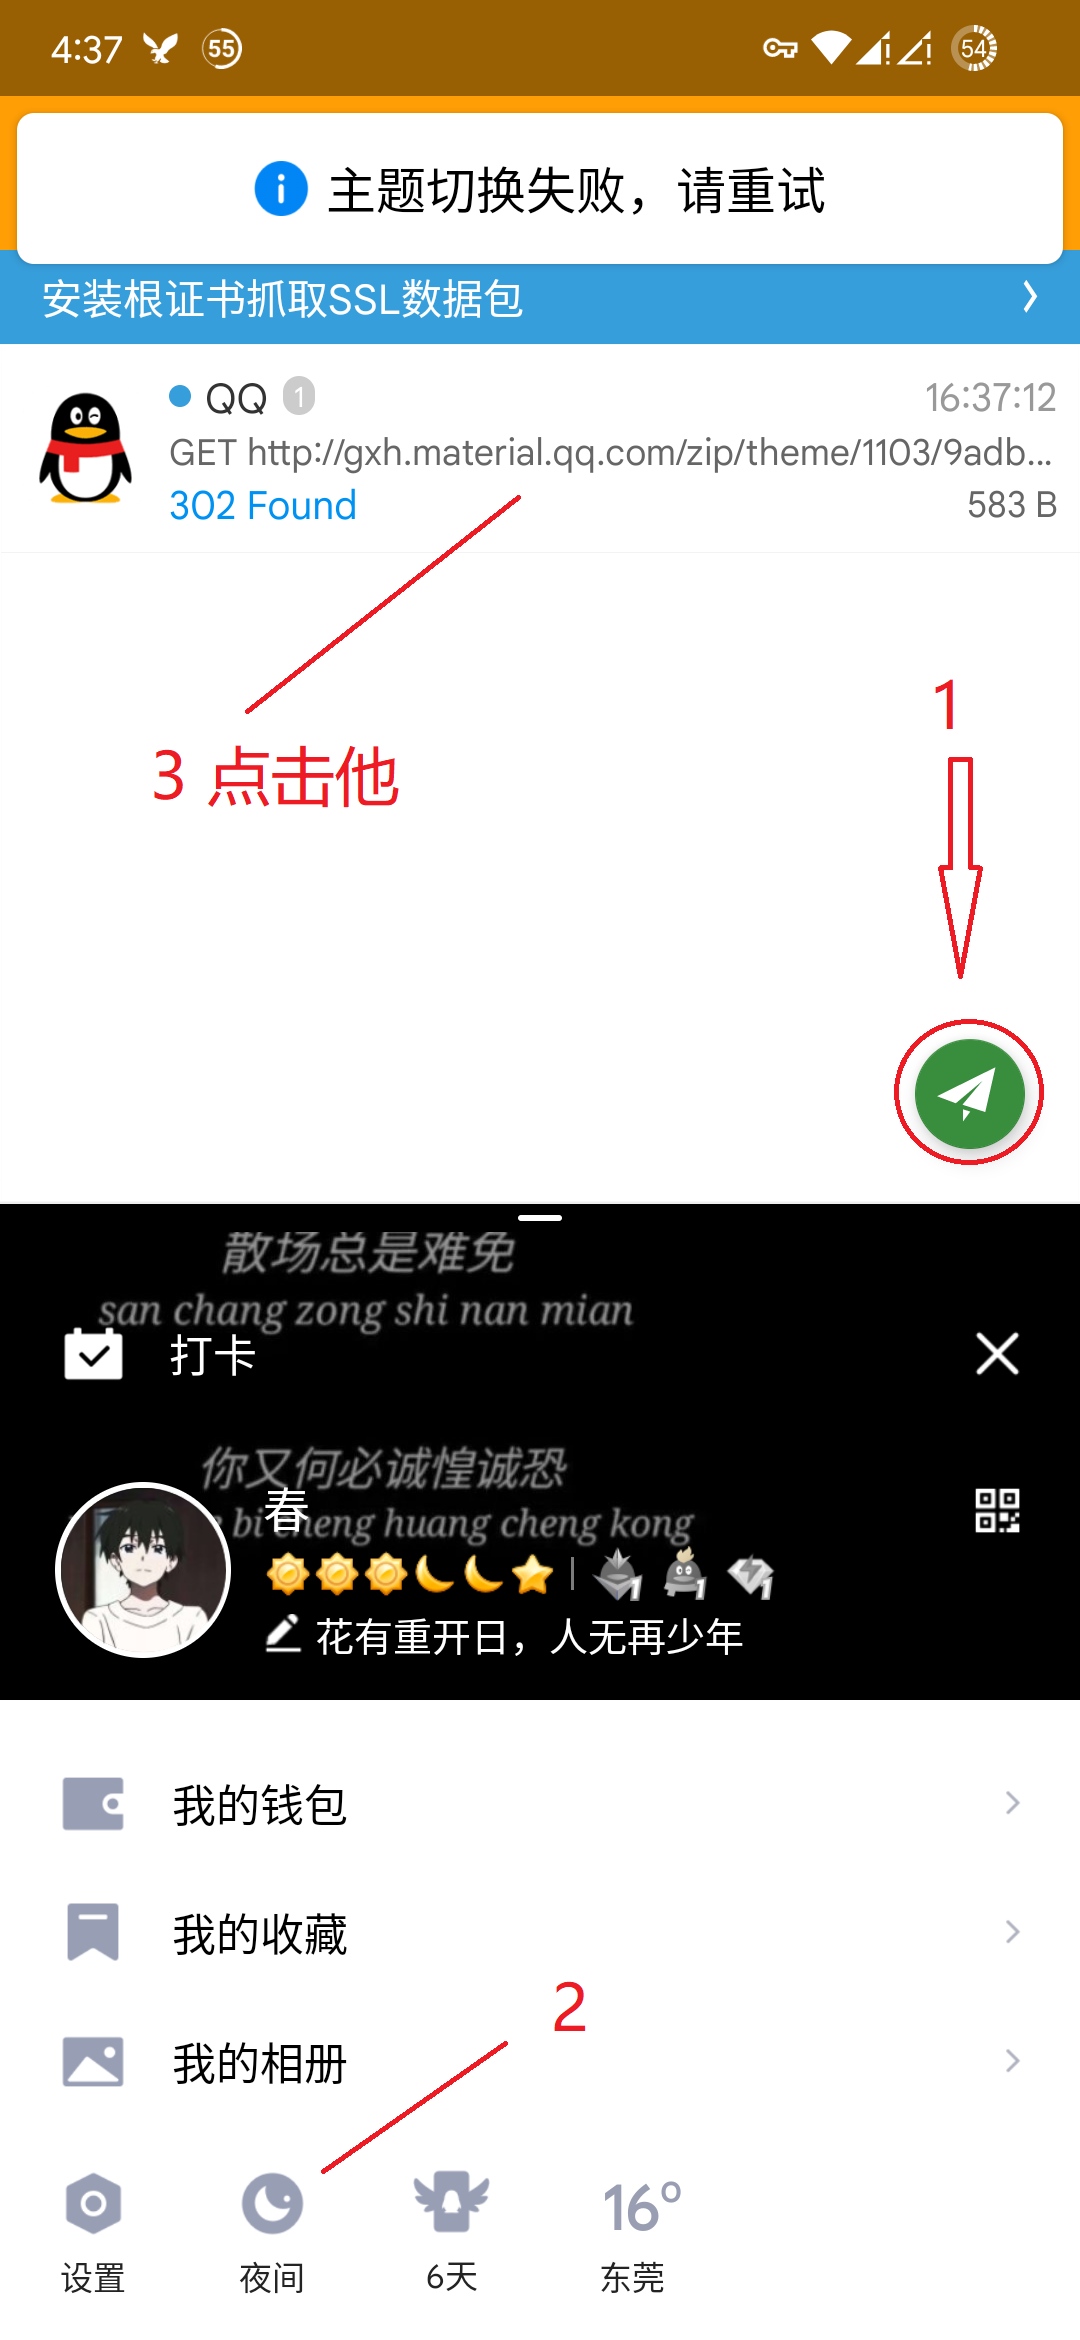 4:37
55
54
主题切换失败，请重试
安装根证书抓取SSL数据包
QQ 1
16:37:12
GET http://gxh.material.qq.com/zip/theme/1103/9adb...
302 Found
583 B
1
3 点击他
散场总是难免
san chang zong shi nan mian
打卡
你又何必诚惶诚恐
bi cheng huang cheng kong
春
1 1 1
花有重开日，人无再少年
我的钱包
我的收藏
2
我的相册
16°
设置
夜间
6天
东莞